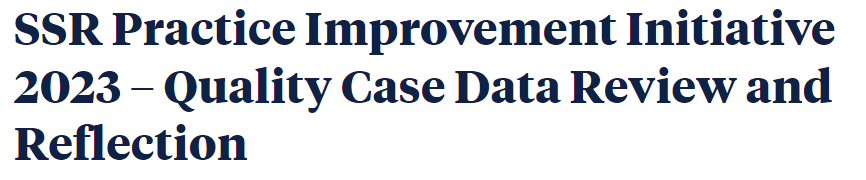 SSR Practice Improvement Initiative
2023 – Quality Case Data Review and
Reflection